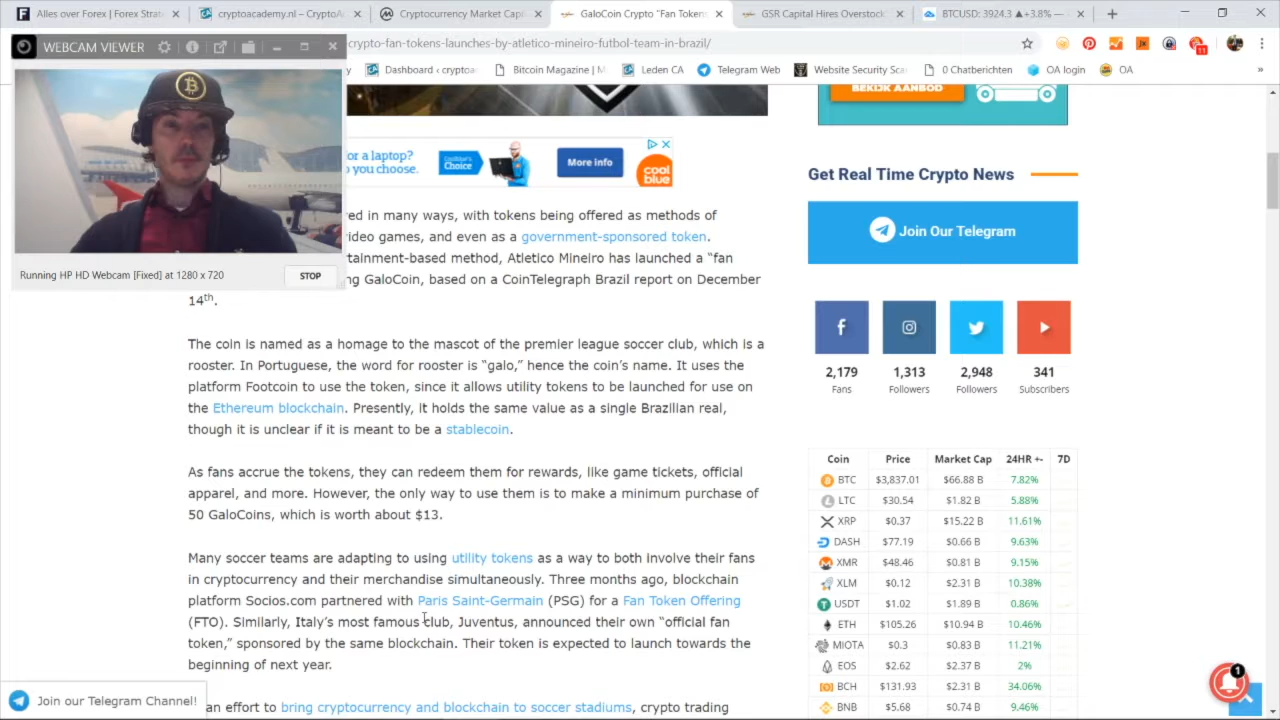 Alles over Forex | Forex Strate
cryptoacademy.nl – CryptoA
Cryptocurrency Market Capi
GaloCoin Crypto "Fan Token
GSR Capital Hires Overstock'
BTCUSD: 3924.3 ▲+3.8% —
WEBCAM VIEWER
crypto-fan-tokens-launches-by-atletico-mineiro-futbol-team-in-brazil/
11
Dashboard ‹ cryptoa
Bitcoin Magazine | M
Leden CA
Telegram Web
Website Security Sca
0 Chatberichten
OA login
OA
»
Running HP HD Webcam [Fixed] at 1280 x 720
STOP
or a laptop?
you choose.
Coolblue's
Choice
More info
cool
blue
BEKIJK AANBOD
ed in many ways, with tokens being offered as methods of
ideo games, and even as a government-sponsored token.
tainment-based method, Atletico Mineiro has launched a "fan
ng GaloCoin, based on a CoinTelegraph Brazil report on December
14th.
The coin is named as a homage to the mascot of the premier league soccer club, which is a
rooster. In Portuguese, the word for rooster is "galo," hence the coin's name. It uses the
platform Footcoin to use the token, since it allows utility tokens to be launched for use on
the Ethereum blockchain. Presently, it holds the same value as a single Brazilian real,
though it is unclear if it is meant to be a stablecoin.
As fans accrue the tokens, they can redeem them for rewards, like game tickets, official
apparel, and more. However, the only way to use them is to make a minimum purchase of
50 GaloCoins, which is worth about $13.
Many soccer teams are adapting to using utility tokens as a way to both involve their fans
in cryptocurrency and their merchandise simultaneously. Three months ago, blockchain
platform Socios.com partnered with Paris Saint-Germain (PSG) for a Fan Token Offering
(FTO). Similarly, Italy's most famous club, Juventus, announced their own "official fan
token," sponsored by the same blockchain. Their token is expected to launch towards the
beginning of next year.
an effort to bring cryptocurrency and blockchain to soccer stadiums, crypto trading
Join our Telegram Channel!
Get Real Time Crypto News
Join Our Telegram
2,179 1,313 2,948 341
Fans Followers Followers Subscribers
Coin Price Market Cap 24HR +- 7D
BTC $3,837.01 $66.88 B 7.82%
LTC $30.54 $1.82 B 5.88%
XRP $0.37 $15.22 B 11.61%
DASH $77.19 $0.66 B 9.63%
XMR $48.46 $0.81 B 9.15%
XLM $0.12 $2.31 B 10.38%
USDT $1.02 $1.89 B 0.86%
ETH $105.26 $10.94 B 10.46%
MIOTA $0.3 $0.83 B 11.21%
EOS $2.62 $2.37 B 2%
BCH $131.93 $2.31 B 34.06%
BNB $5.68 $0.74 B 9.46%
1